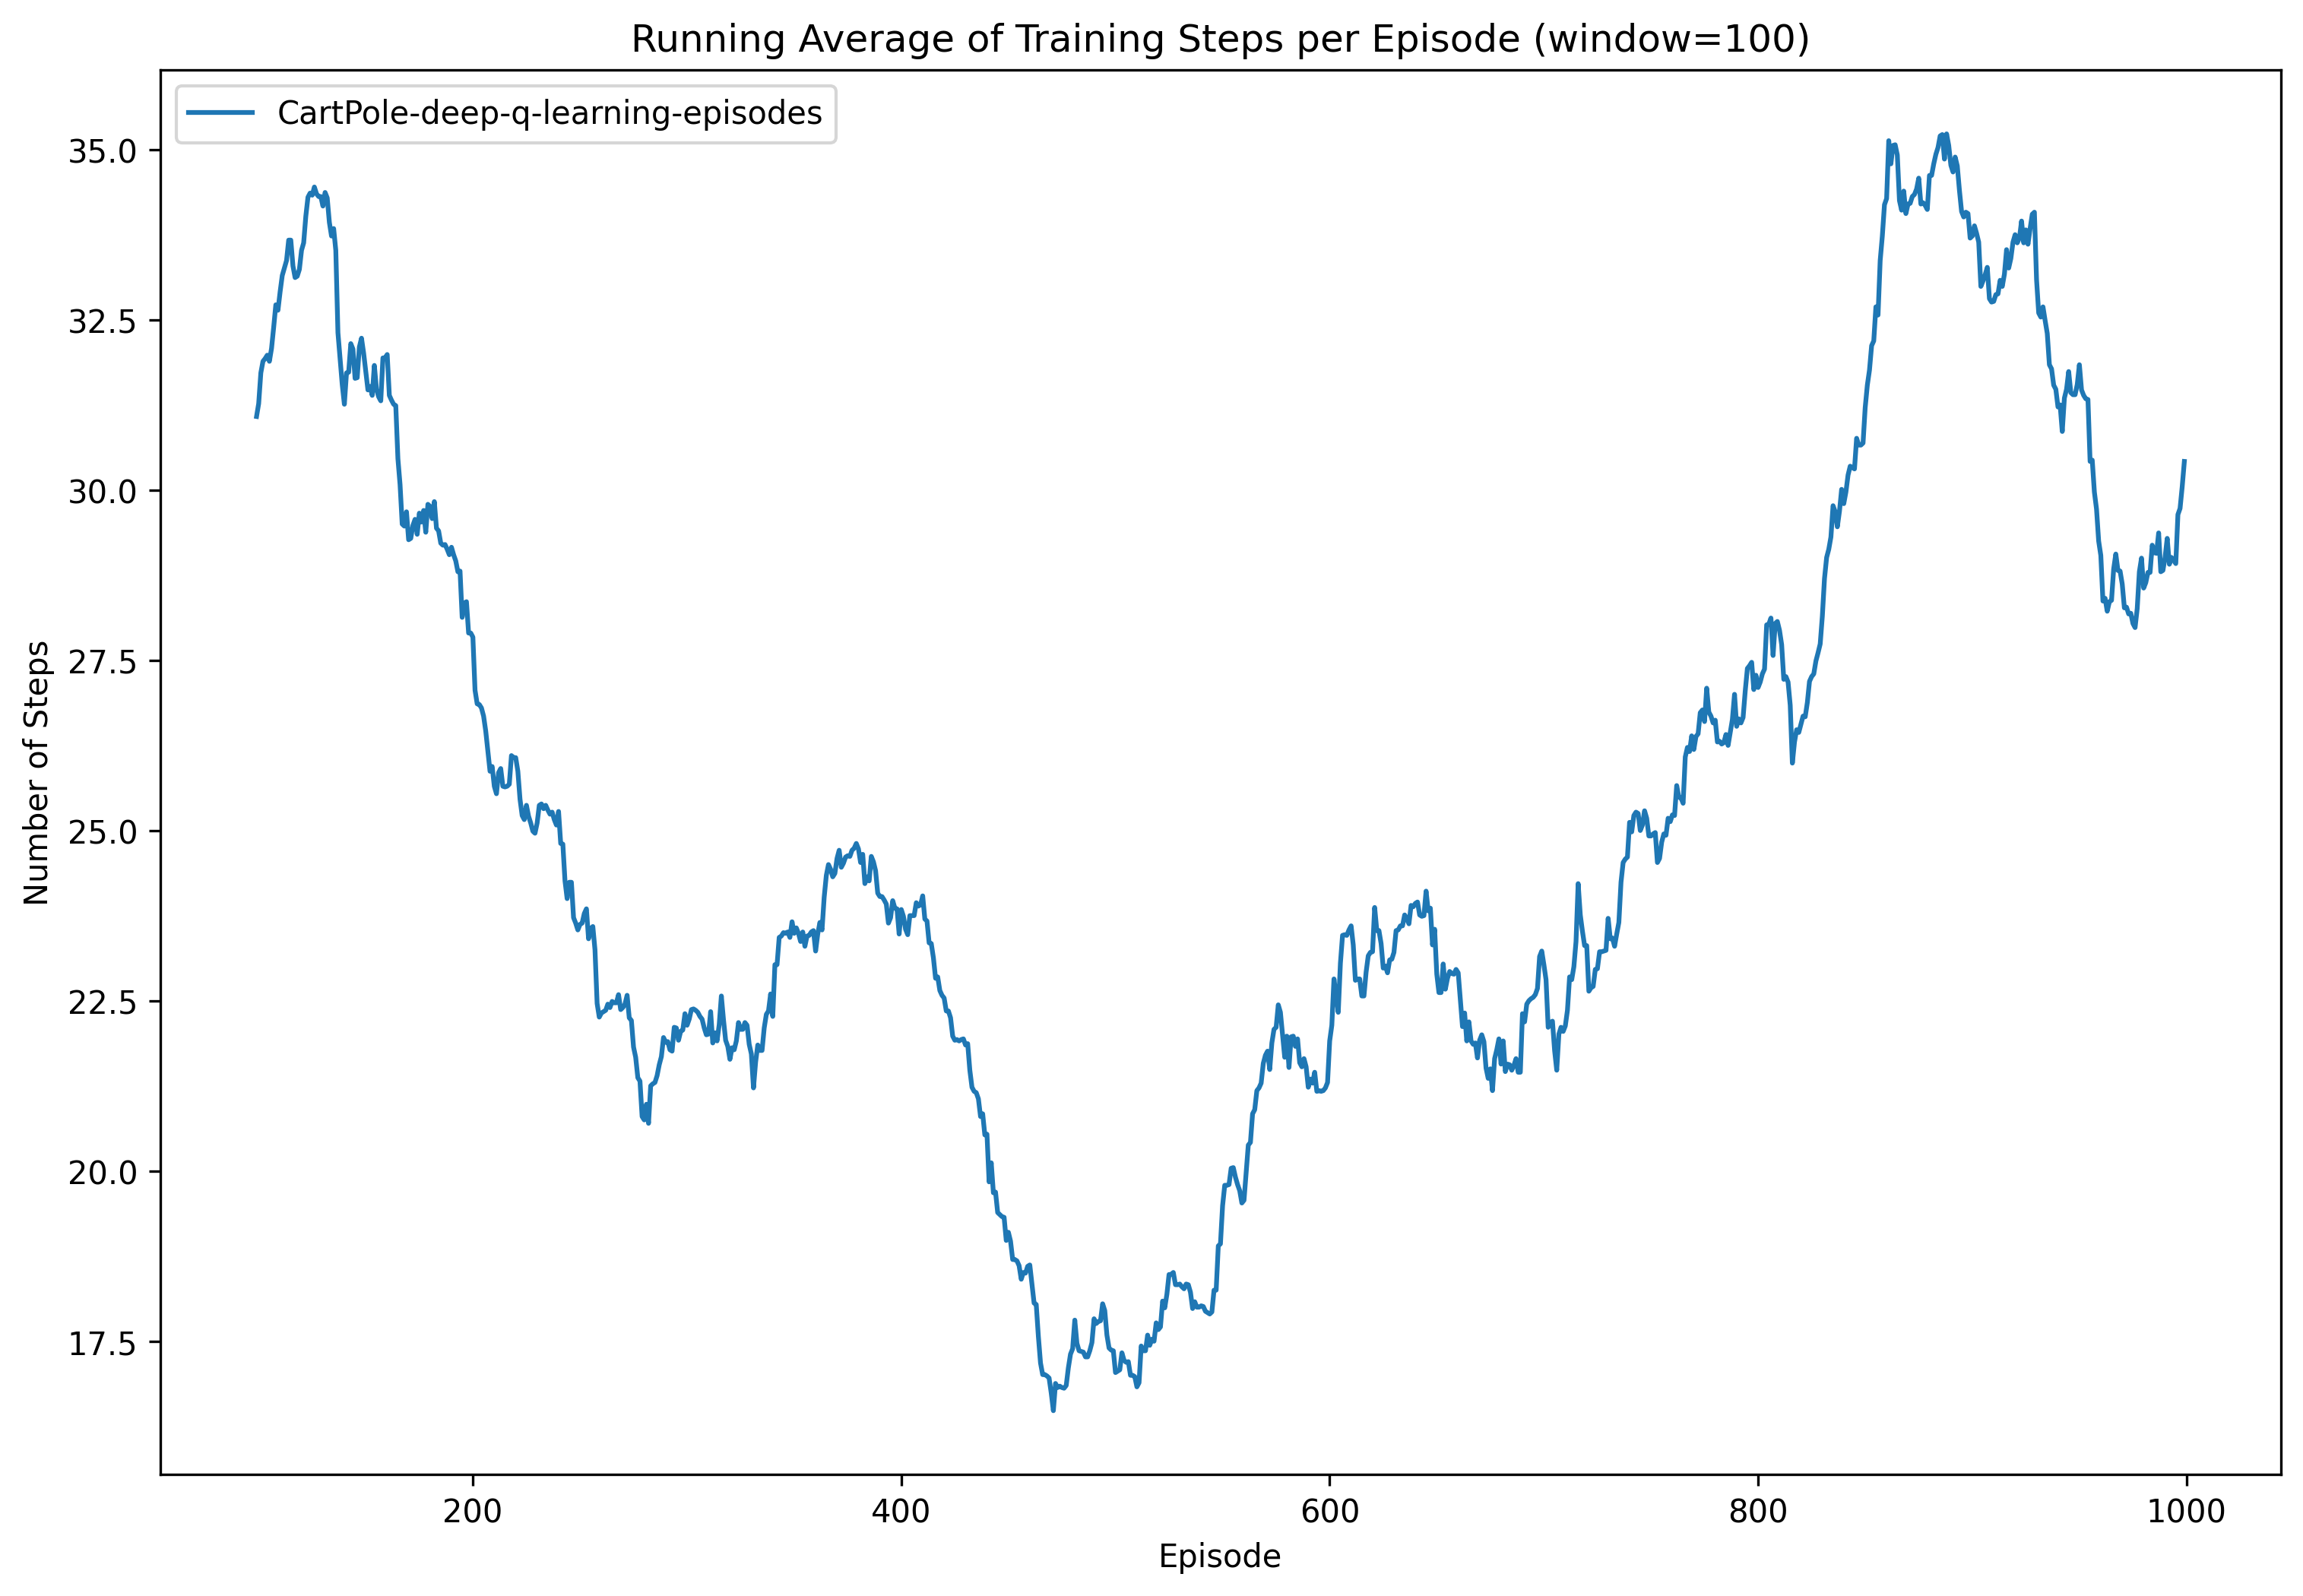 Running Average of Training Steps per Episode (window=100)
CartPole-deep-q-learning-episodes
35.0
32.5
30.0
27.5
25.0
22.5
20.0
17.5
Number of Steps
200 400 600 800 1000
Episode